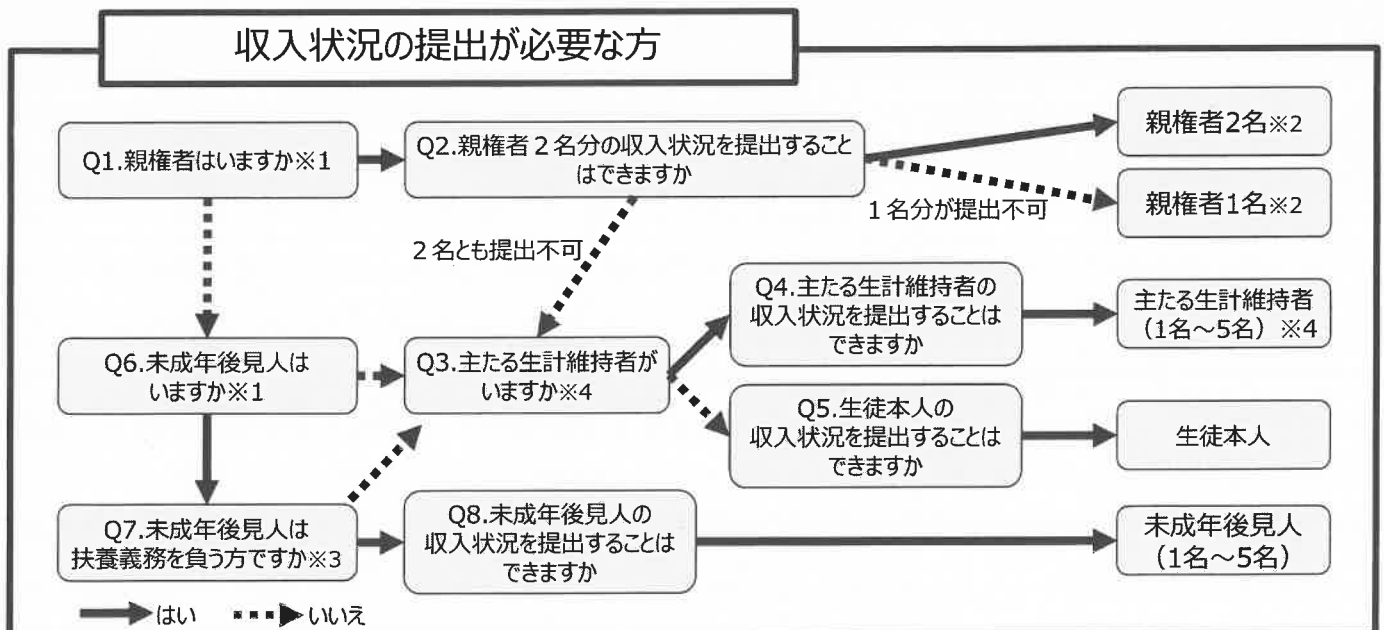 収入状況の提出が必要な方
Q1.親権者はいますか※1
Q2.親権者２名分の収入状況を提出すること
はできますか
親権者2名※2
親権者1名※2
１名分が提出不可
２名とも提出不可
Q4.主たる生計維持者の
収入状況を提出することは
できますか
主たる生計維持者
（1名～5名）※4
Q6.未成年後見人は
いますか※1
Q3.主たる生計維持者が
いますか※4
Q5.生徒本人の
収入状況を提出することは
できますか
生徒本人
Q7.未成年後見人は
扶養義務を負う方ですか※3
Q8.未成年後見人の
収入状況を提出することは
できますか
未成年後見人
（1名～5名）
はい
いいえ